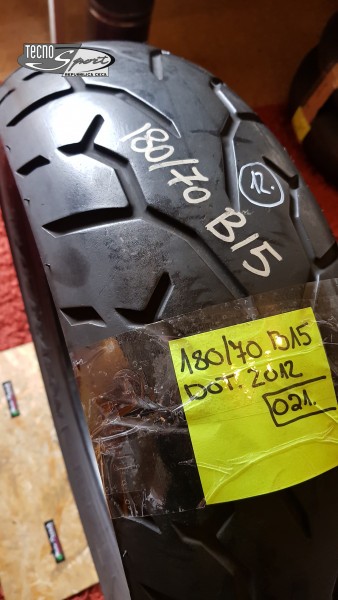 TECNO
Sport
REPUBBLICA CECA
180/70 B15
12.
180/70 B15
DOT. 2012
021.